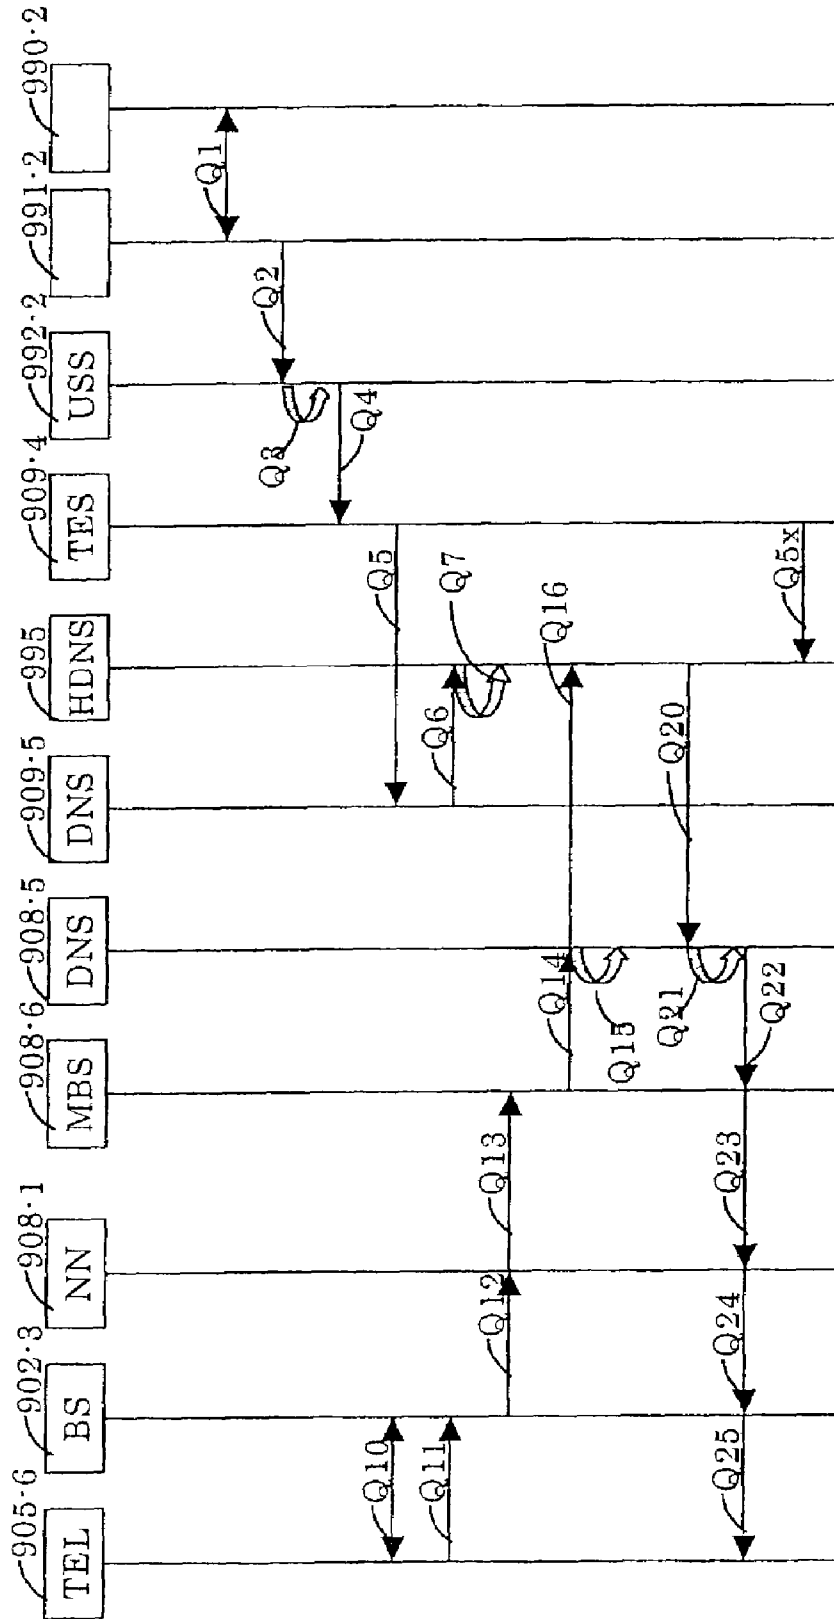 905·6
TEL
902·3
BS
908·1
NN
908·6
MBS
908·5
DNS
909·5
DNS
995
HDNS
909·4
TES
992·2
USS
991·2
990·2
Q1
Q2
Q3
Q4
Q5
Q6
Q7
Q10
Q11
Q12
Q13
Q14
Q15
Q16
Q20
Q21
Q22
Q23
Q24
Q25
Q5x